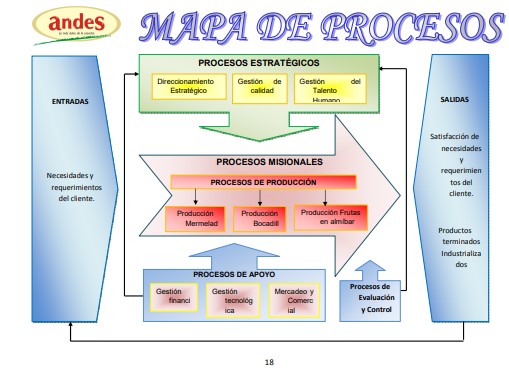 andes
MAPA DE PROCESOS
PROCESOS ESTRATÉGICOS
Direccionamiento
Estratégico
Gestión de
calidad
Gestión del
Talento
Humano
ENTRADAS
Necesidades y
requerimientos
del cliente.
SALIDAS
Satisfacción de
necesidades
y
requerimien
tos del
cliente.
Productos
terminados
Industrializa
dos
PROCESOS MISIONALES
PROCESOS DE PRODUCCIÓN
Producción
Mermelad
Producción
Bocadill
Producción Frutas
en almíbar
PROCESOS DE APOYO
Gestión
financi
Gestión
tecnológ
ica
Mercadeo y
Comerc
ial
Procesos de
Evaluación
y Control
18